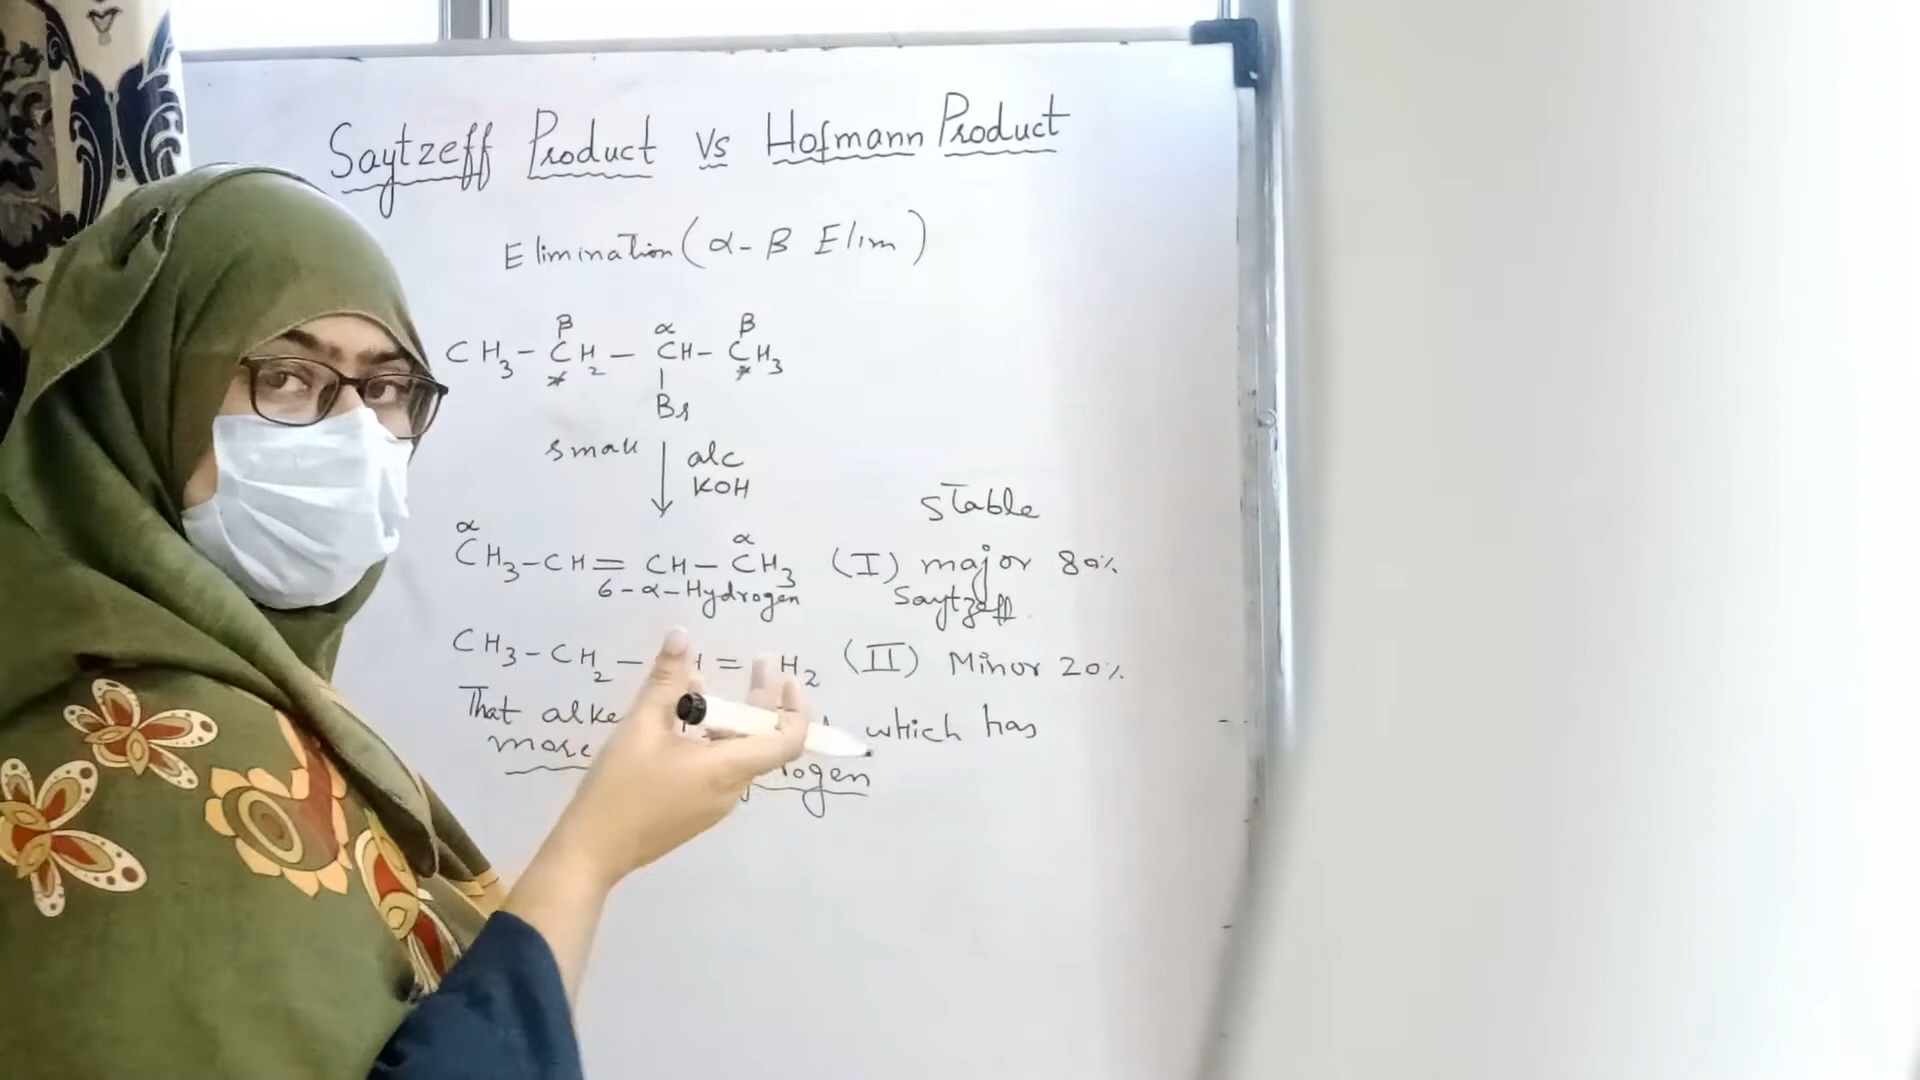 Saytzeff Product vs Hofmann Product
Elimination (α-β Elim)
β α β
CH3-CH2-CH-CH3
* *
Br
small alc
KOH
stable
α α
CH3-CH=CH-CH3 (I) major 80%
6-α-Hydrogen Saytzeff
CH3-CH2- H= H2 (II) Minor 20%
That which has
more